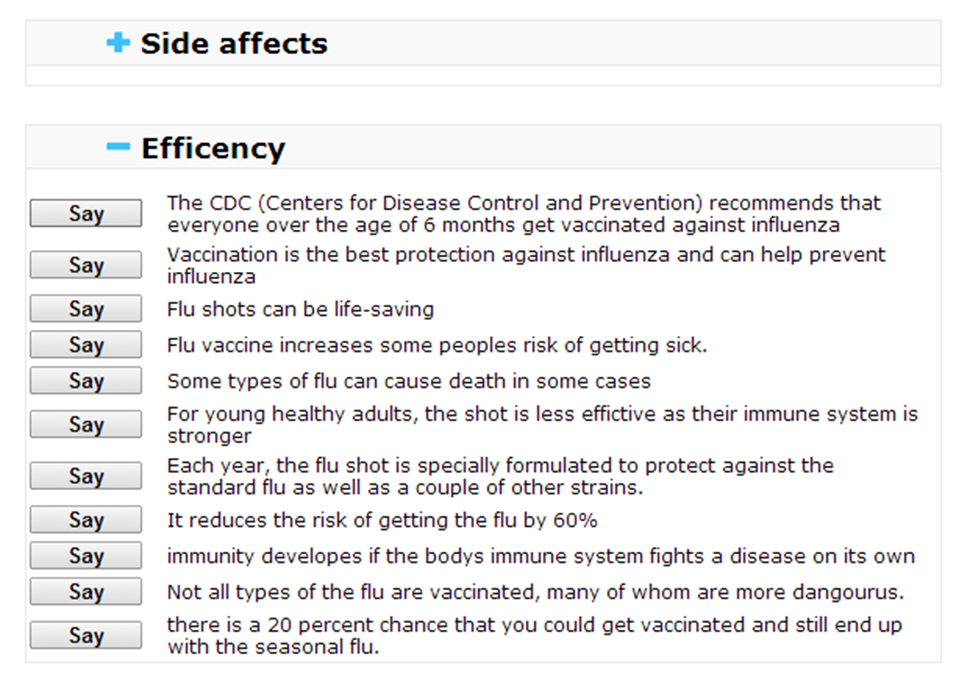 Side affects
Efficency
Say
The CDC (Centers for Disease Control and Prevention) recommends that
everyone over the age of 6 months get vaccinated against influenza
Say
Vaccination is the best protection against influenza and can help prevent
influenza
Say
Flu shots can be life-saving
Say
Flu vaccine increases some peoples risk of getting sick.
Say
Some types of flu can cause death in some cases
Say
For young healthy adults, the shot is less effictive as their immune system is
stronger
Say
Each year, the flu shot is specially formulated to protect against the
standard flu as well as a couple of other strains.
Say
It reduces the risk of getting the flu by 60%
Say
immunity developes if the bodys immune system fights a disease on its own
Say
Not all types of the flu are vaccinated, many of whom are more dangourus.
Say
there is a 20 percent chance that you could get vaccinated and still end up
with the seasonal flu.